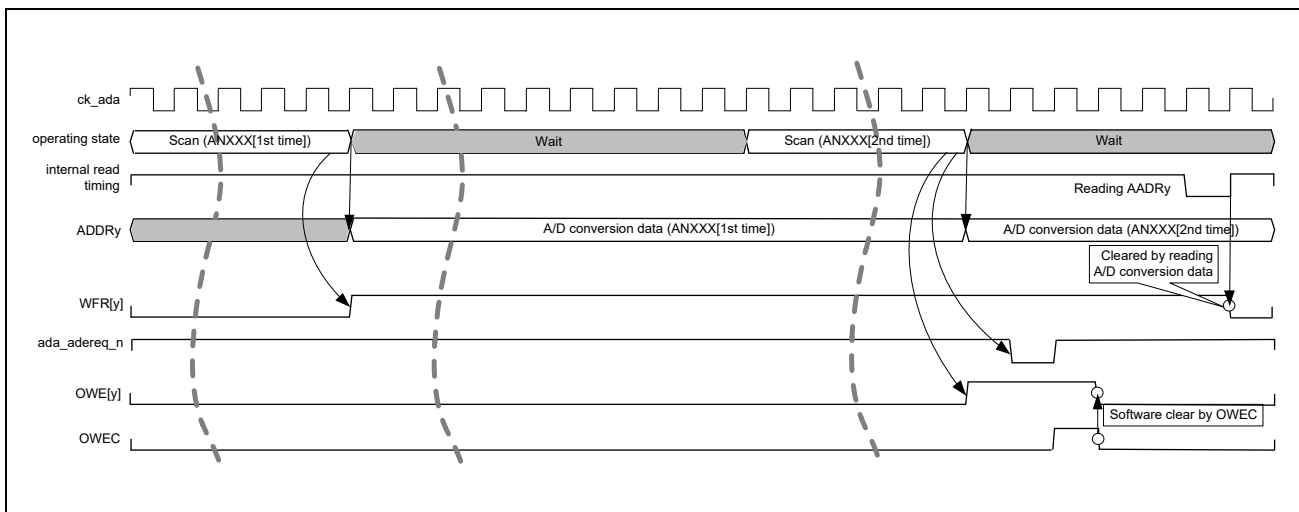 ck_ada
operating state
Scan (ANXXX[1st time])
Wait
Scan (ANXXX[2nd time])
Wait
internal read
timing
Reading AADRy
ADDRy
A/D conversion data (ANXXX[1st time])
A/D conversion data (ANXXX[2nd time])
Cleared by reading
A/D conversion data
WFR[y]
ada_adereq_n
OWE[y]
Software clear by OWEC
OWEC